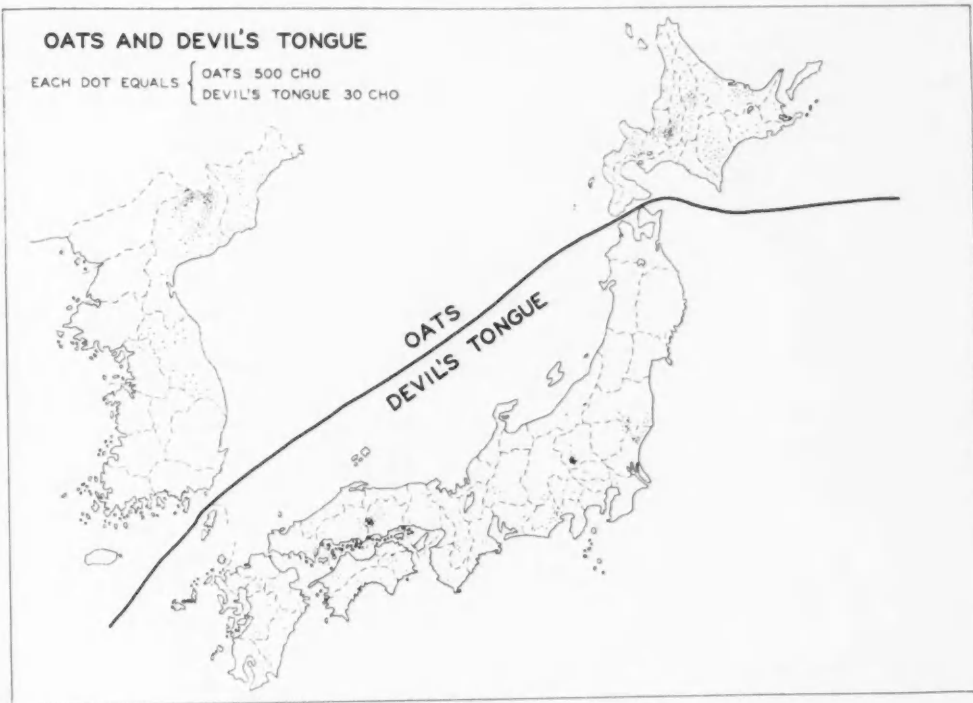 OATS AND DEVIL'S TONGUE
EACH DOT EQUALS { OATS 500 CHO
DEVIL'S TONGUE 30 CHO
OATS
DEVIL'S TONGUE